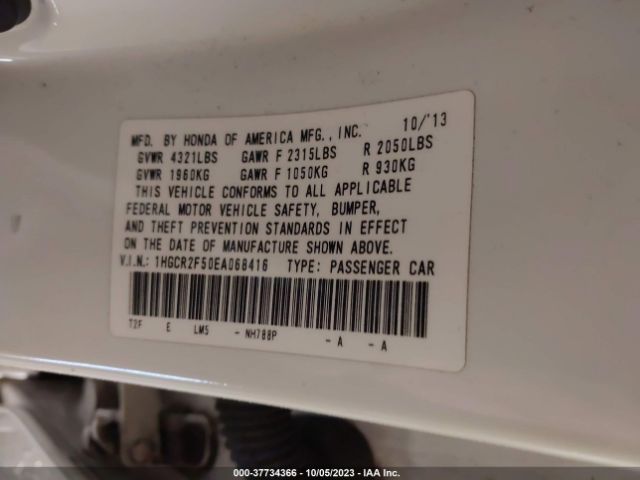 MFD. BY HONDA OF AMERICA MFG., INC. 10/'13
GVWR 4321LBS GAWR F 2315LBS R 2050LBS
GVWR 1960KG GAWR F 1050KG R 930KG
THIS VEHICLE CONFORMS TO ALL APPLICABLE
FEDERAL MOTOR VEHICLE SAFETY, BUMPER,
AND THEFT PREVENTION STANDARDS IN EFFECT
ON THE DATE OF MANUFACTURE SHOWN ABOVE.
V.I.N.: 1HGCR2F50EA068416 TYPE: PASSENGER CAR
T2F E LM5 - NH788P - A - A
000-37734366 - 10/05/2023 - IAA Inc.